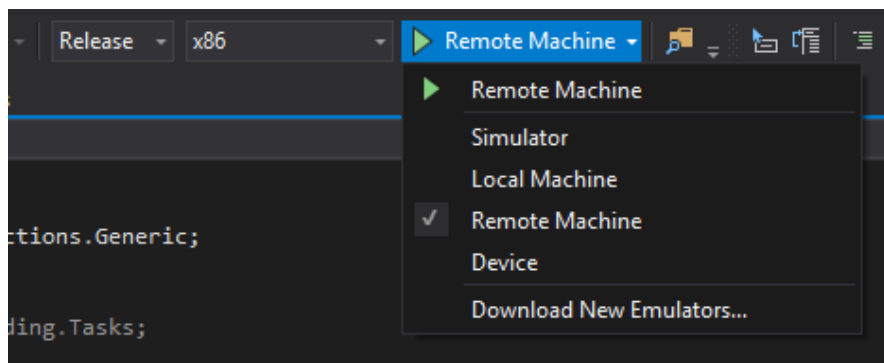 Release x86 Remote Machine
Remote Machine
Simulator
Local Machine
Remote Machine
Device
Download New Emulators...
ctions.Generic;
ding.Tasks;